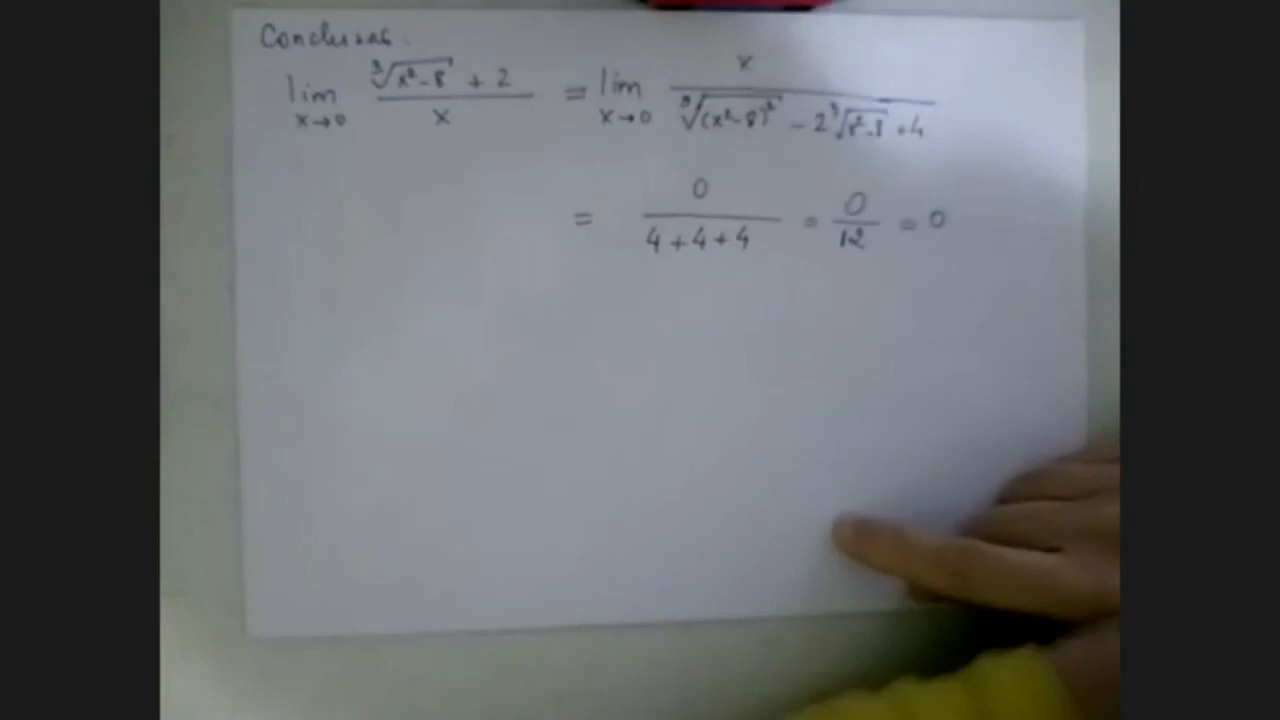 Conclusão:
lim x→0 (∛(x²-8) + 2)/x = lim x→0 x/(∛(x²-8)² - 2∛(x²-8) + 4)
= 0/(4+4+4) = 0/12 = 0